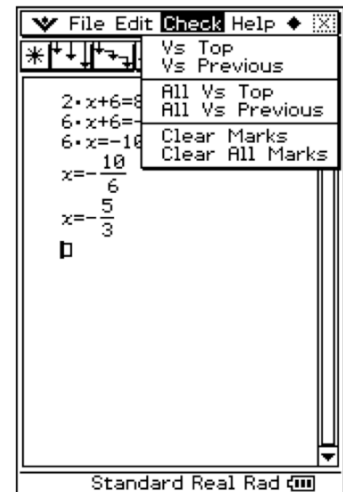 File Edit Check Help
Vs Top
Vs Previous
All Vs Top
All Vs Previous
Clear Marks
Clear All Marks
2·x+6=8
6·x+6=-
6·x=-10
x=-10/6
x=-5/3
Standard Real Rad